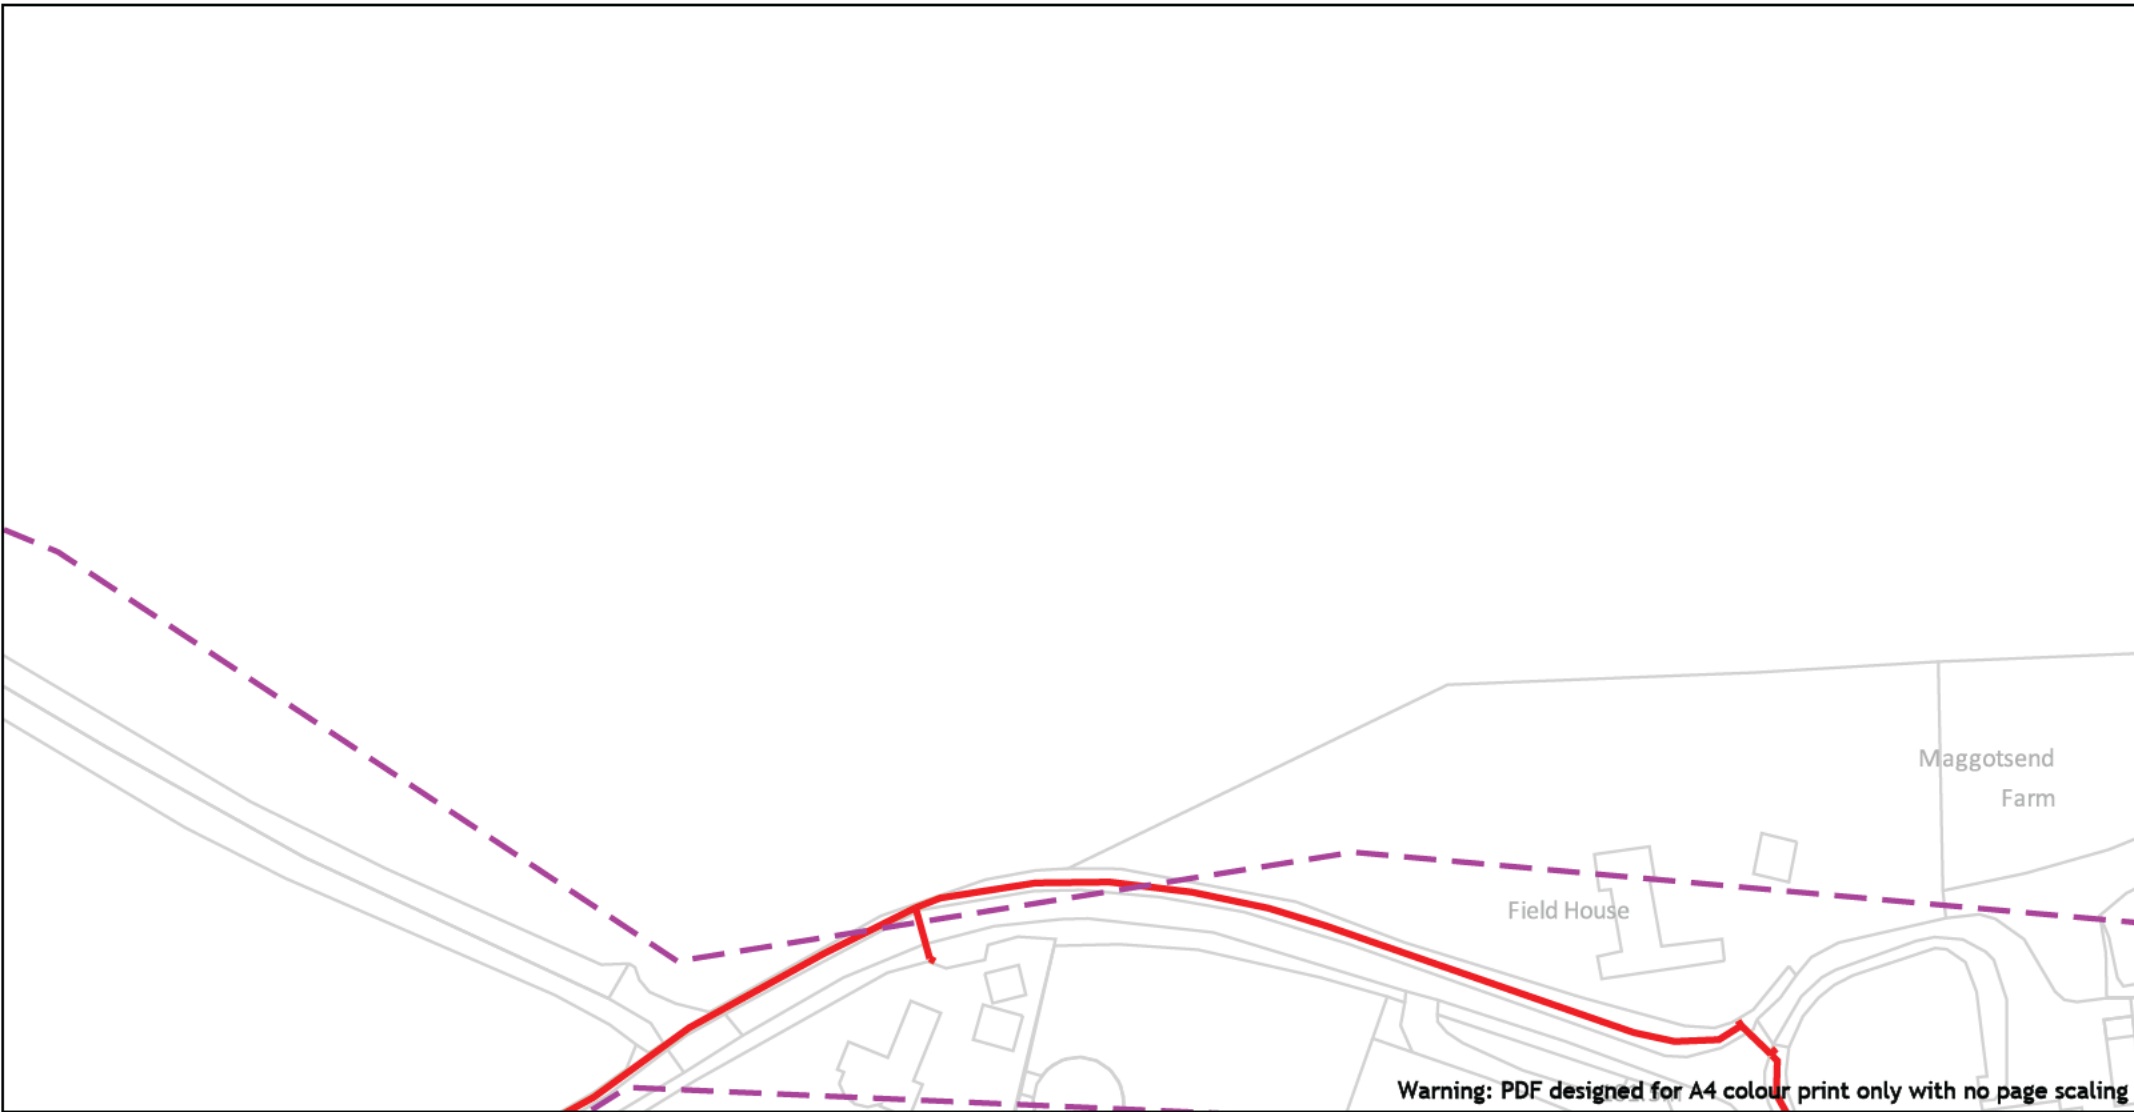 Maggotsend
Farm
Field House
Warning: PDF designed for A4 colour print only with no page scaling